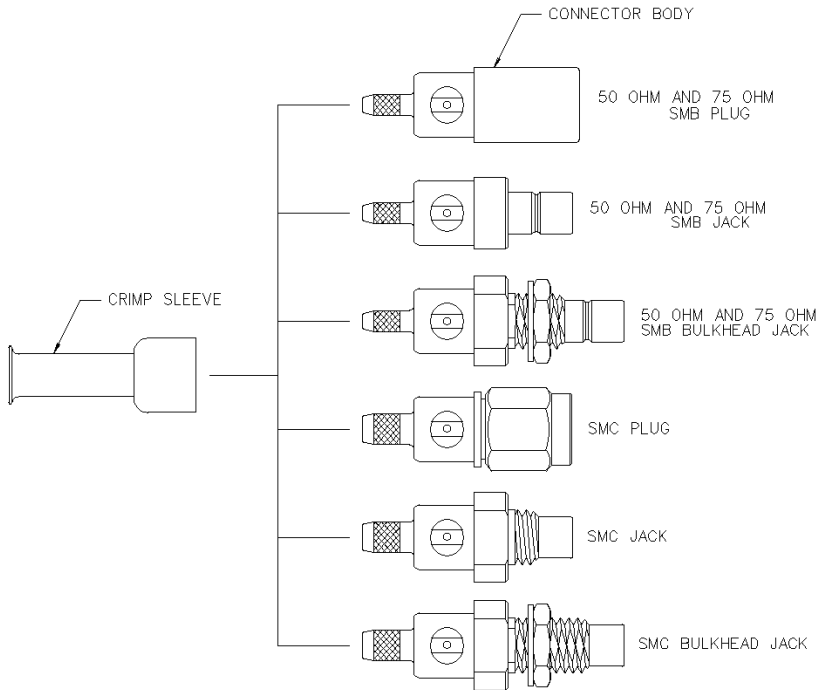 CONNECTOR BODY
50 OHM AND 75 OHM
SMB PLUG
50 OHM AND 75 OHM
SMB JACK
CRIMP SLEEVE
50 OHM AND 75 OHM
SMB BULKHEAD JACK
SMC PLUG
SMC JACK
SMC BULKHEAD JACK